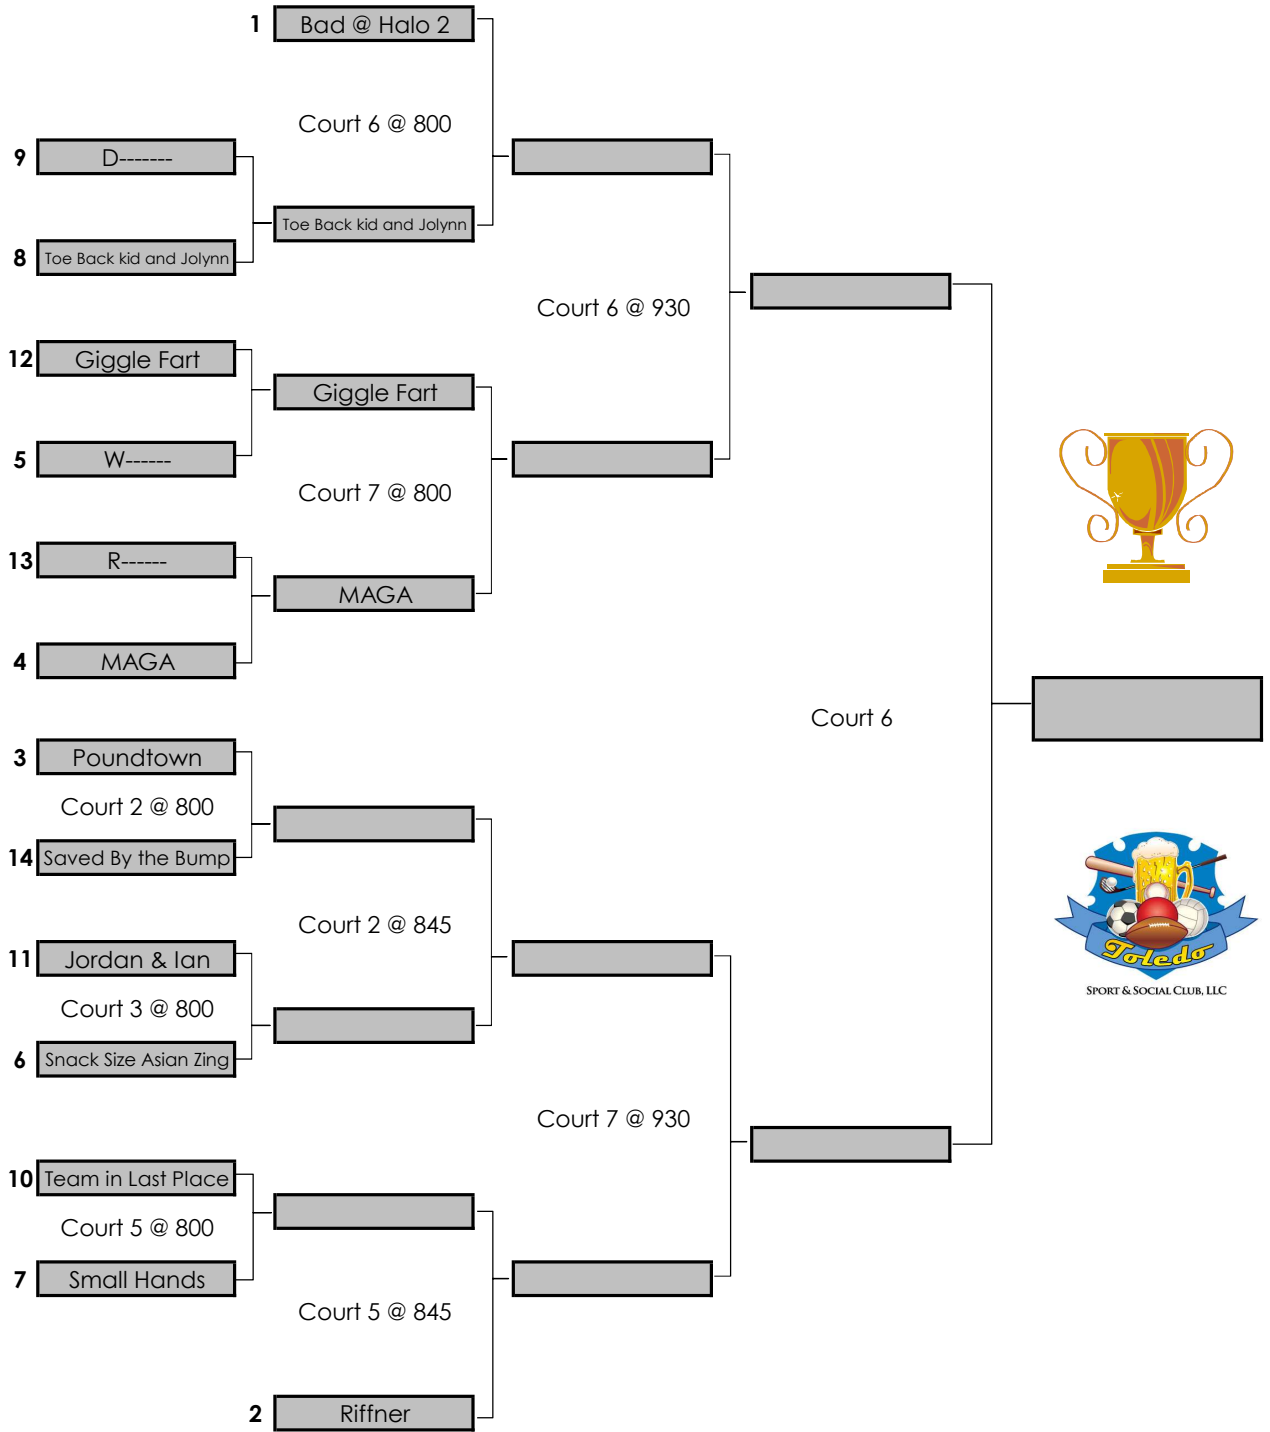 1 Bad @ Halo 2
Court 6 @ 800
9 D-------
Toe Back kid and Jolynn
8 Toe Back kid and Jolynn
Court 6 @ 930
12 Giggle Fart
Giggle Fart
5 W------
Court 7 @ 800
13 R------
MAGA
4 MAGA
Court 6
3 Poundtown
Court 2 @ 800
14 Saved By the Bump
Court 2 @ 845
11 Jordan & Ian
Court 3 @ 800
6 Snack Size Asian Zing
Toledo
SPORT & SOCIAL CLUB, LLC
Court 7 @ 930
10 Team in Last Place
Court 5 @ 800
7 Small Hands
Court 5 @ 845
2 Riffner